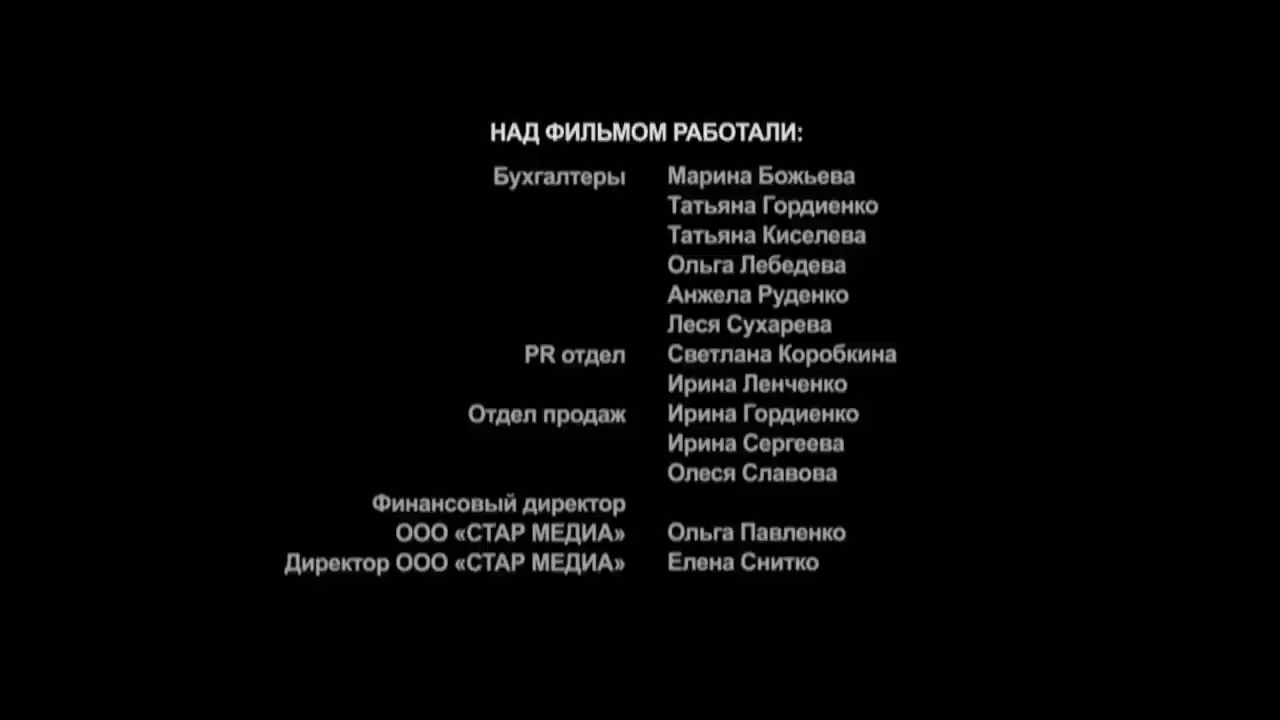 НАД ФИЛЬМОМ РАБОТАЛИ:
Бухгалтеры Марина Божьева
Татьяна Гордиенко
Татьяна Киселева
Ольга Лебедева
Анжела Руденко
Леся Сухарева
PR отдел Светлана Коробкина
Ирина Ленченко
Отдел продаж Ирина Гордиенко
Ирина Сергеева
Олеся Славова
Финансовый директор
ООО «СТАР МЕДИА» Ольга Павленко
Директор ООО «СТАР МЕДИА» Елена Снитко